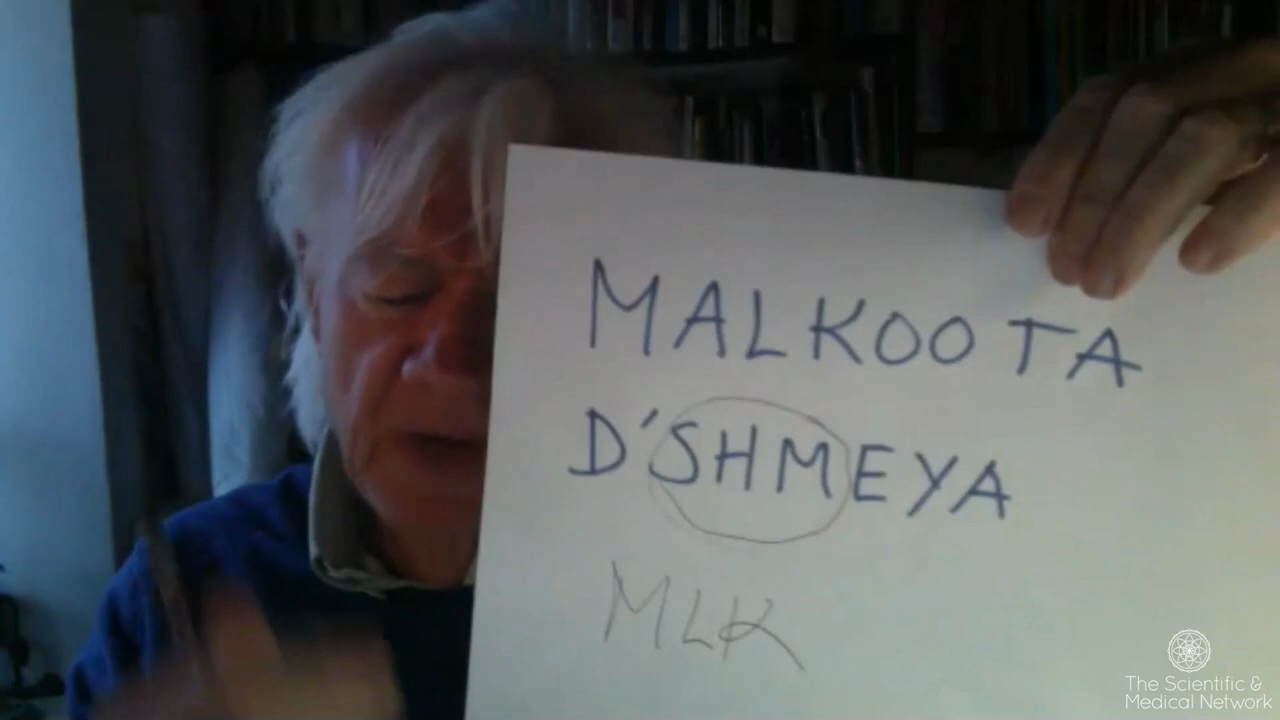 MALKOOTA
D'SHMEYA
MLK
The Scientific &
Medical Network